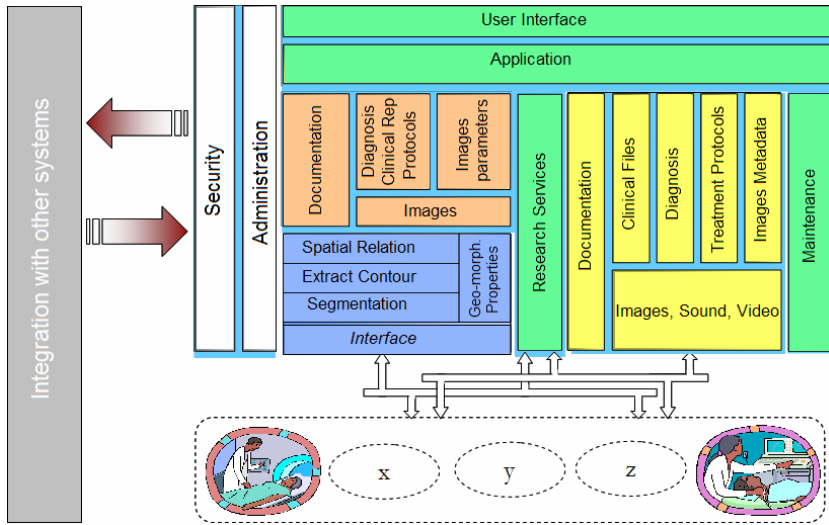 Integration with other systems
Security
Administration
User Interface
Application
Documentation
Diagnosis
Clinical Rep
Protocols
Images
parameters
Images
Spatial Relation
Extract Contour
Segmentation
Geo-morph.
Properties
Interface
Research Services
Documentation
Clinical Files
Diagnosis
Treatment Protocols
Images Metadata
Images, Sound, Video
Maintenance
x
y
z